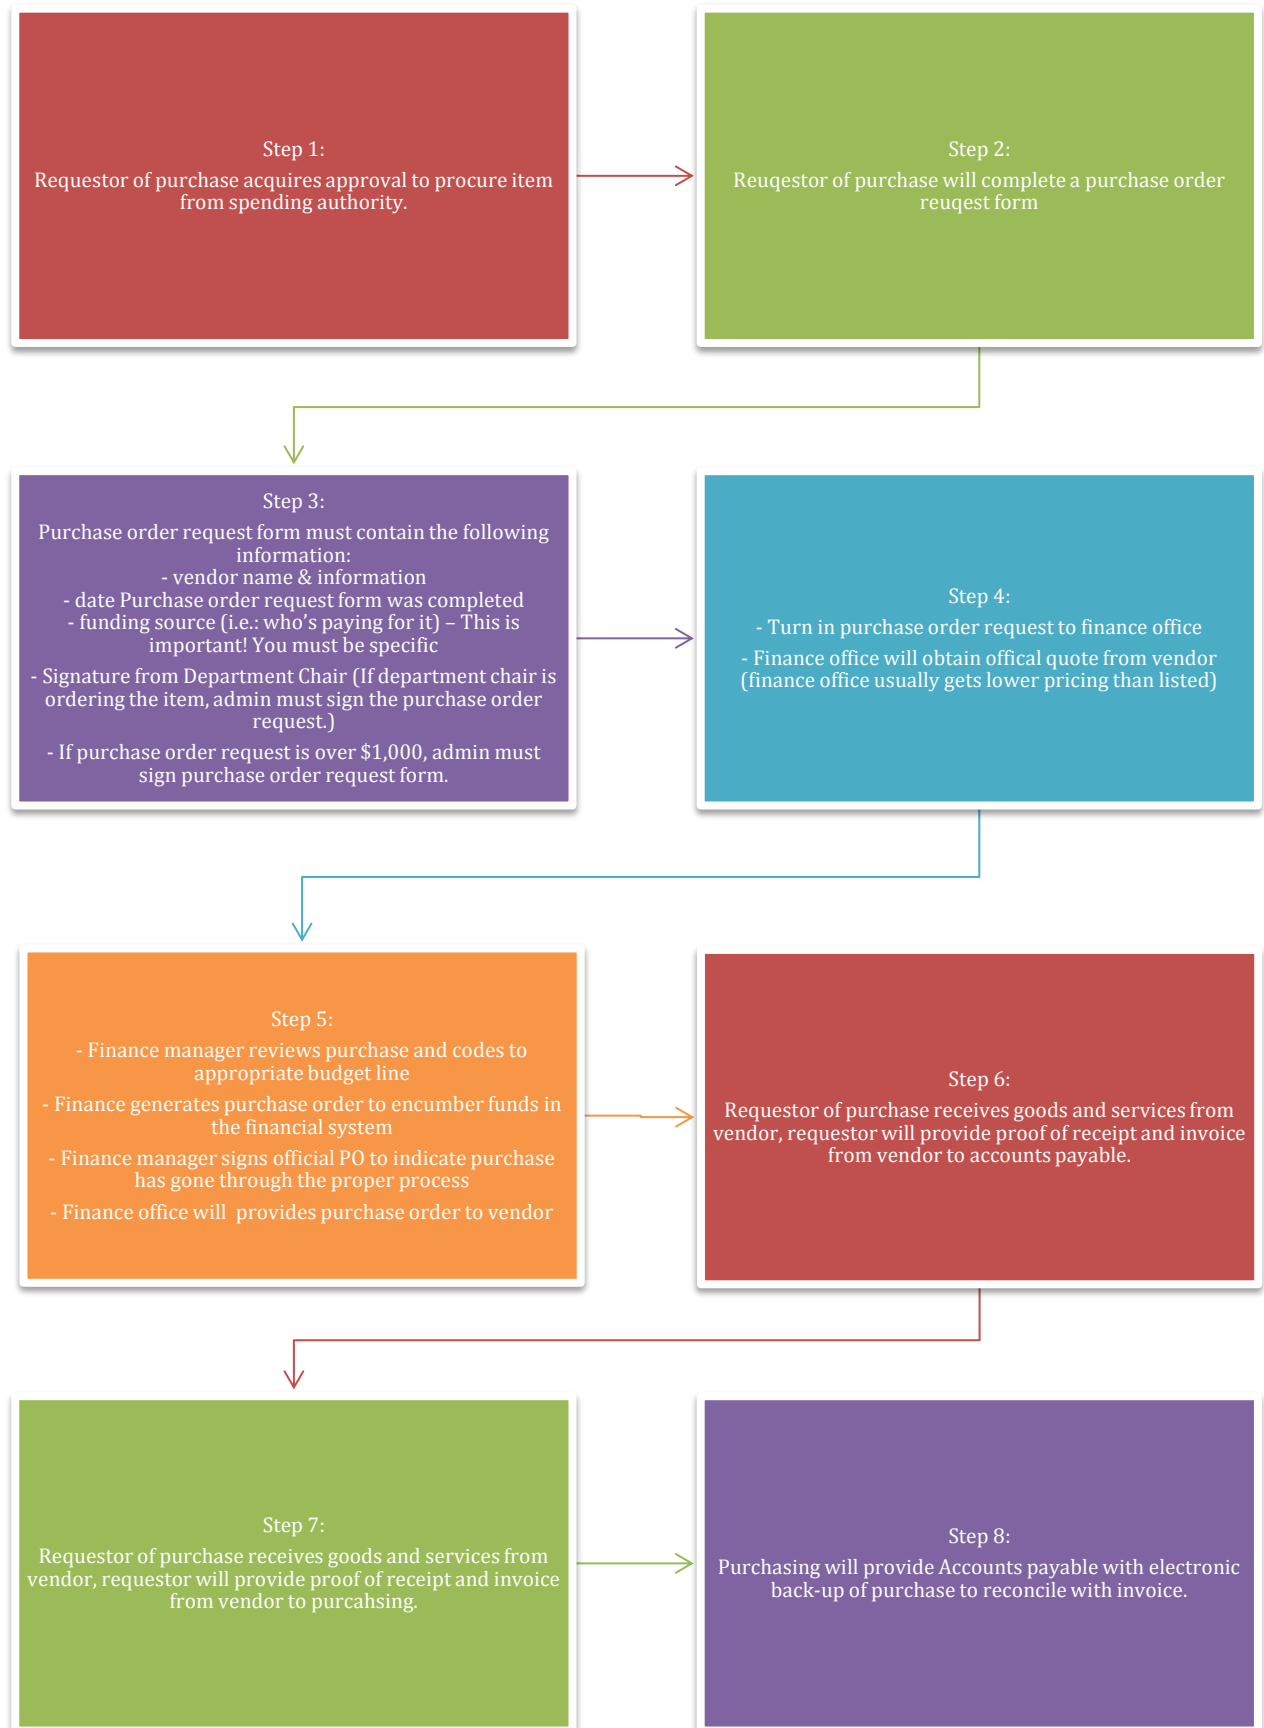 Step 1:
Requestor of purchase acquires approval to procure item
from spending authority.
Step 2:
Reuqestor of purchase will complete a purchase order
reuqest form
Step 3:
Purchase order request form must contain the following
information:
- vendor name & information
- date Purchase order request form was completed
- funding source (i.e.: who's paying for it) – This is
important! You must be specific
- Signature from Department Chair (If department chair is
ordering the item, admin must sign the purchase order
request.)
- If purchase order request is over $1,000, admin must
sign purchase order request form.
Step 4:
- Turn in purchase order request to finance office
- Finance office will obtain offical quote from vendor
(finance office usually gets lower pricing than listed)
Step 5:
- Finance manager reviews purchase and codes to
appropriate budget line
- Finance generates purchase order to encumber funds in
the financial system
- Finance manager signs official PO to indicate purchase
has gone through the proper process
- Finance office will  provides purchase order to vendor
Step 6:
Requestor of purchase receives goods and services from
vendor, requestor will provide proof of receipt and invoice
from vendor to accounts payable.
Step 7:
Requestor of purchase receives goods and services from
vendor, requestor will provide proof of receipt and invoice
from vendor to purcahsing.
Step 8:
Purchasing will provide Accounts payable with electronic
back-up of purchase to reconcile with invoice.